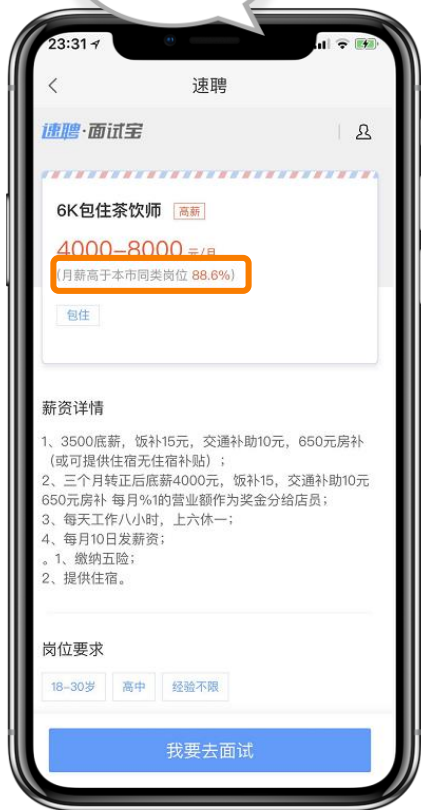 23:31
速聘
速聘·面试宝
6K包住茶饮师 高薪
4000-8000 元/月
(月薪高于本市同类岗位 88.6%)
包住
薪资详情
1、3500底薪，饭补15元，交通补助10元，650元房补
（或可提供住宿无住宿补贴）；
2、三个月转正后底薪4000元，饭补15，交通补助10元
650元房补 每月%1的营业额作为奖金分给店员；
3、每天工作八小时，上六休一；
4、每月10日发薪资；
。1、缴纳五险；
2、提供住宿。
岗位要求
18-30岁 高中 经验不限
我要去面试